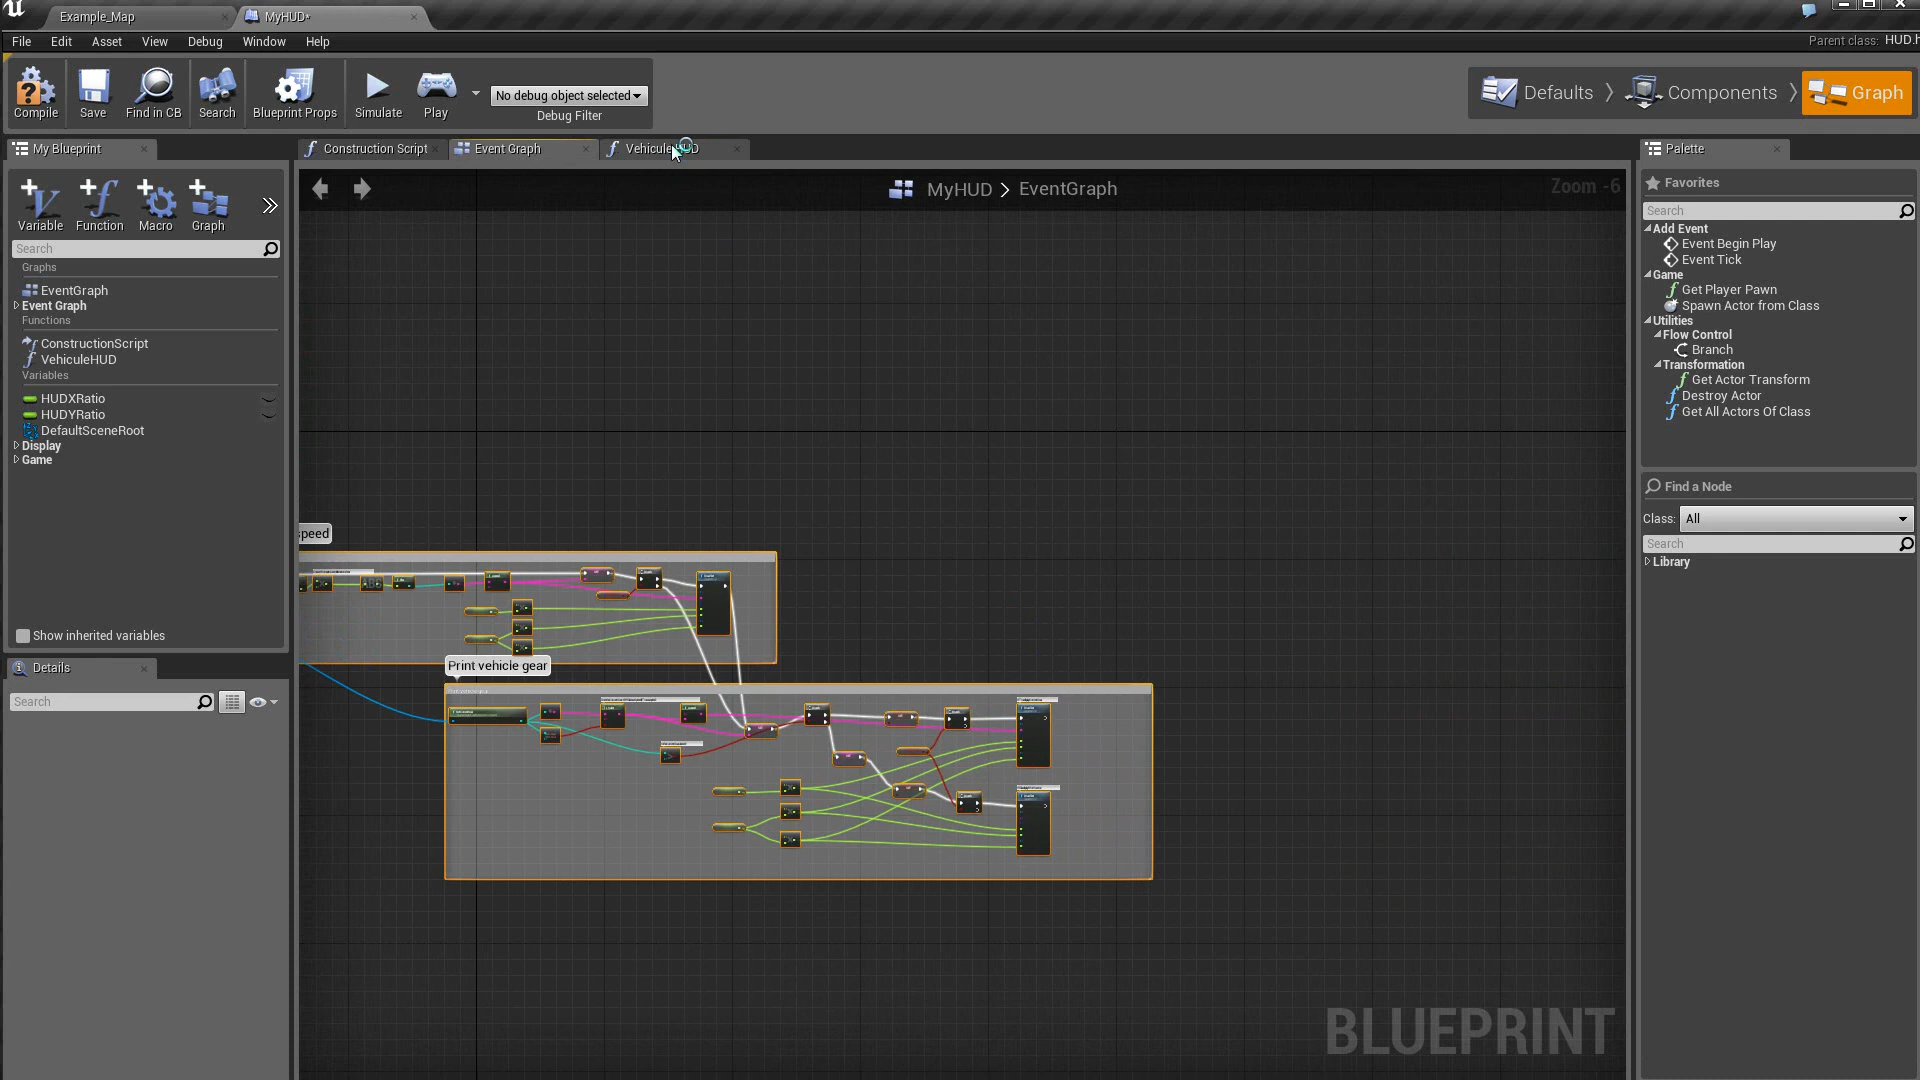 Example_Map
MyHUD*
File Edit Asset View Debug Window Help
Parent class: HUD.h
Compile
Save
Find in CB
Search
Blueprint Props
Simulate
Play
No debug object selected
Debug Filter
Defaults
Components
Graph
My Blueprint
Construction Script
Event Graph
Palette
Variable
Function
Macro
Graph
Search
Graphs
EventGraph
Event Graph
Functions
ConstructionScript
VehiculeHUD
Variables
HUDXRatio
HUDYRatio
DefaultSceneRoot
Display
Game
Show inherited variables
Details
Search
MyHUD > EventGraph
Zoom -6
speed
Print vehicle gear
BLUEPRINT
Favorites
Search
Add Event
Event Begin Play
Event Tick
Game
Get Player Pawn
Spawn Actor from Class
Utilities
Flow Control
Branch
Transformation
Get Actor Transform
Destroy Actor
Get All Actors Of Class
Find a Node
Class: All
Search
Library